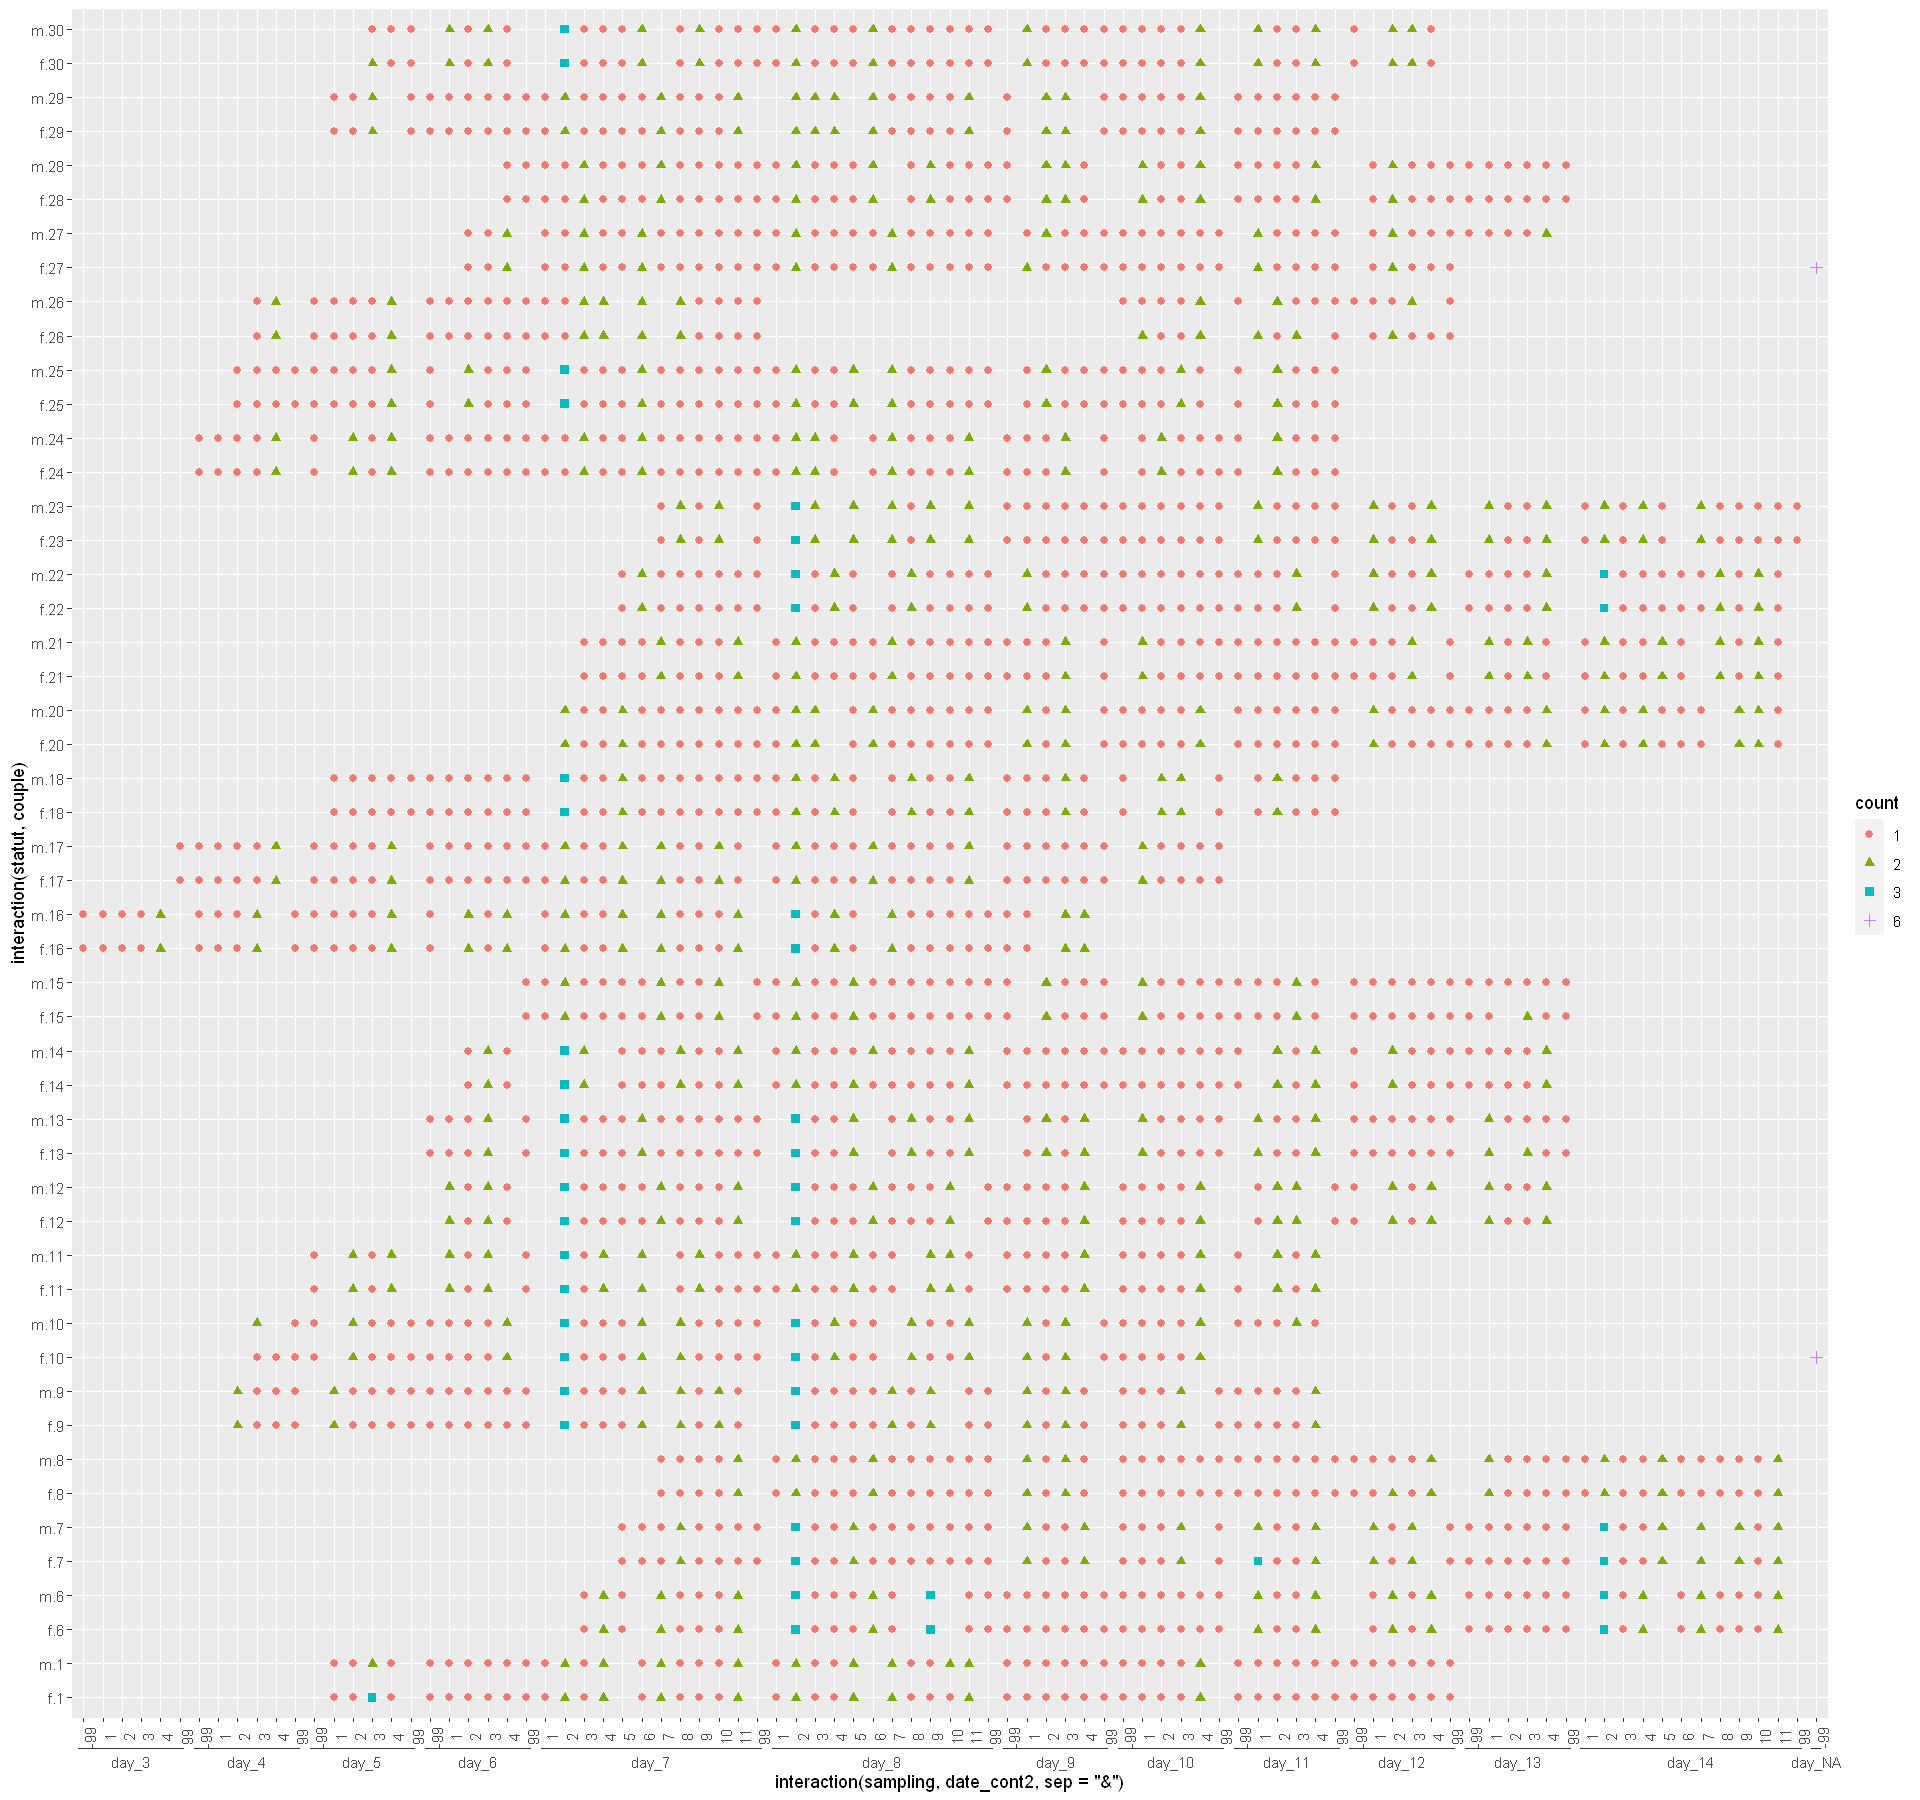 m.30
f.30
m.29
f.29
m.28
f.28
m.27
f.27
m.26
f.26
m.25
f.25
m.24
f.24
m.23
f.23
m.22
f.22
m.21
f.21
m.20
f.20
m.18
f.18
m.17
f.17
m.16
f.16
m.15
f.15
m.14
f.14
m.13
f.13
m.12
f.12
m.11
f.11
m.10
f.10
m.9
f.9
m.8
f.8
m.7
f.7
m.6
f.6
m.1
f.1
interaction(statut, couple)
-99 1 2 3 4 -99 -99 1 2 3 4 -99 -99 1 2 3 4 -99 1 2 3 4 -99 1 2 3 4 5 6 7 8 9 10 11 -99 1 2 3 4 5 6 7 8 9 10 11 -99 -99 1 2 3 4 -99 -99 1 2 3 4 -99 -99 1 2 3 4 -99 -99 1 2 3 4 -99 1 2 3 4 -99 1 2 3 4 5 6 7 8 9 10 11 -99 -99
day_3 day_4 day_5 day_6 day_7 day_8 day_9 day_10 day_11 day_12 day_13 day_14 day_NA
interaction(sampling, date_cont2, sep = "&")
count
1
2
3
6